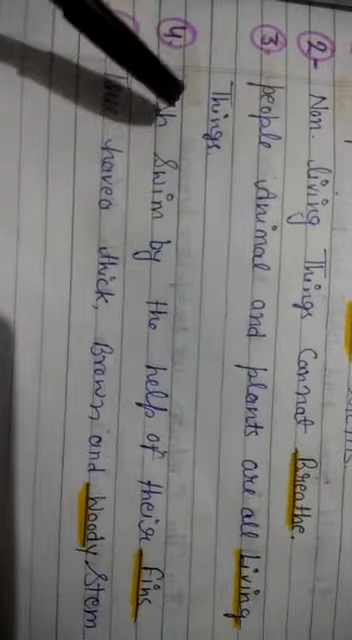 ②- Non-living Things Cannot Breathe.
③ people Animal and plants are all Living
Things.
④ Swim by the help of their fins
haves thick, Brown and Woody Stem